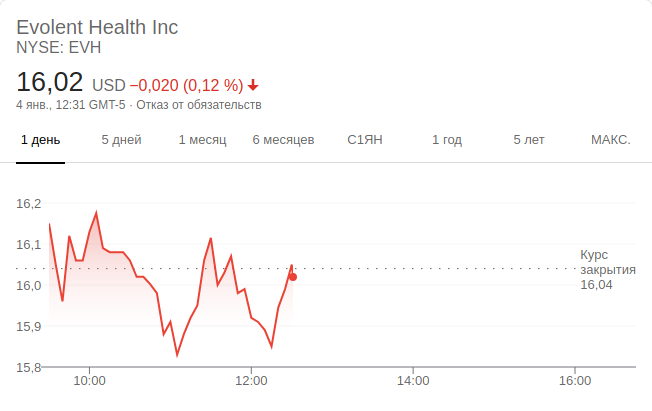 Evolent Health Inc
NYSE: EVH
16,02 USD −0,020 (0,12 %)
4 янв., 12:31 GMT-5 · Отказ от обязательств
1 день 5 дней 1 месяц 6 месяцев С1ЯН 1 год 5 лет МАКС.
16,2
16,1
16,0
15,9
15,8
Курс
закрытия
16,04
10:00 12:00 14:00 16:00